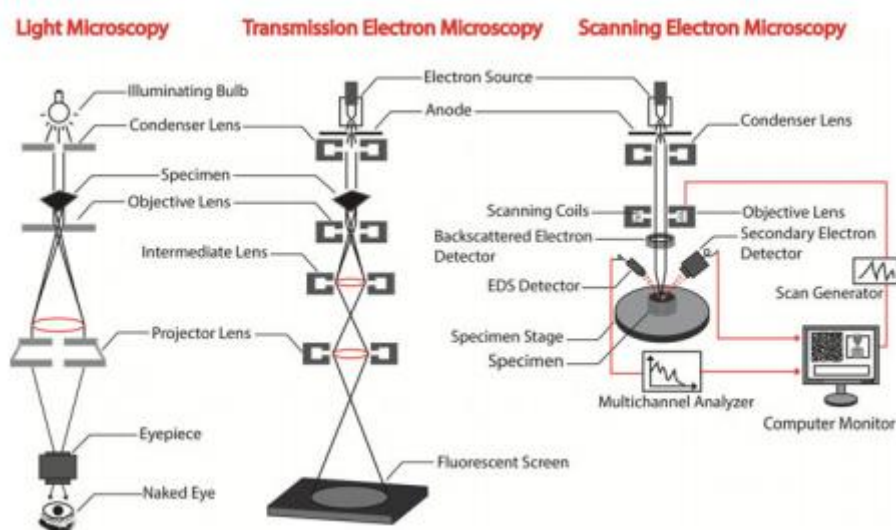 Light Microscopy
Transmission Electron Microscopy
Scanning Electron Microscopy
Illuminating Bulb
Electron Source
Anode
Condenser Lens
Condenser Lens
Specimen
Objective Lens
Scanning Coils
Objective Lens
Backscattered Electron
Detector
Secondary Electron
Detector
Intermediate Lens
EDS Detector
Scan Generator
Projector Lens
Specimen Stage
Specimen
Multichannel Analyzer
Computer Monitor
Eyepiece
Fluorescent Screen
Naked Eye